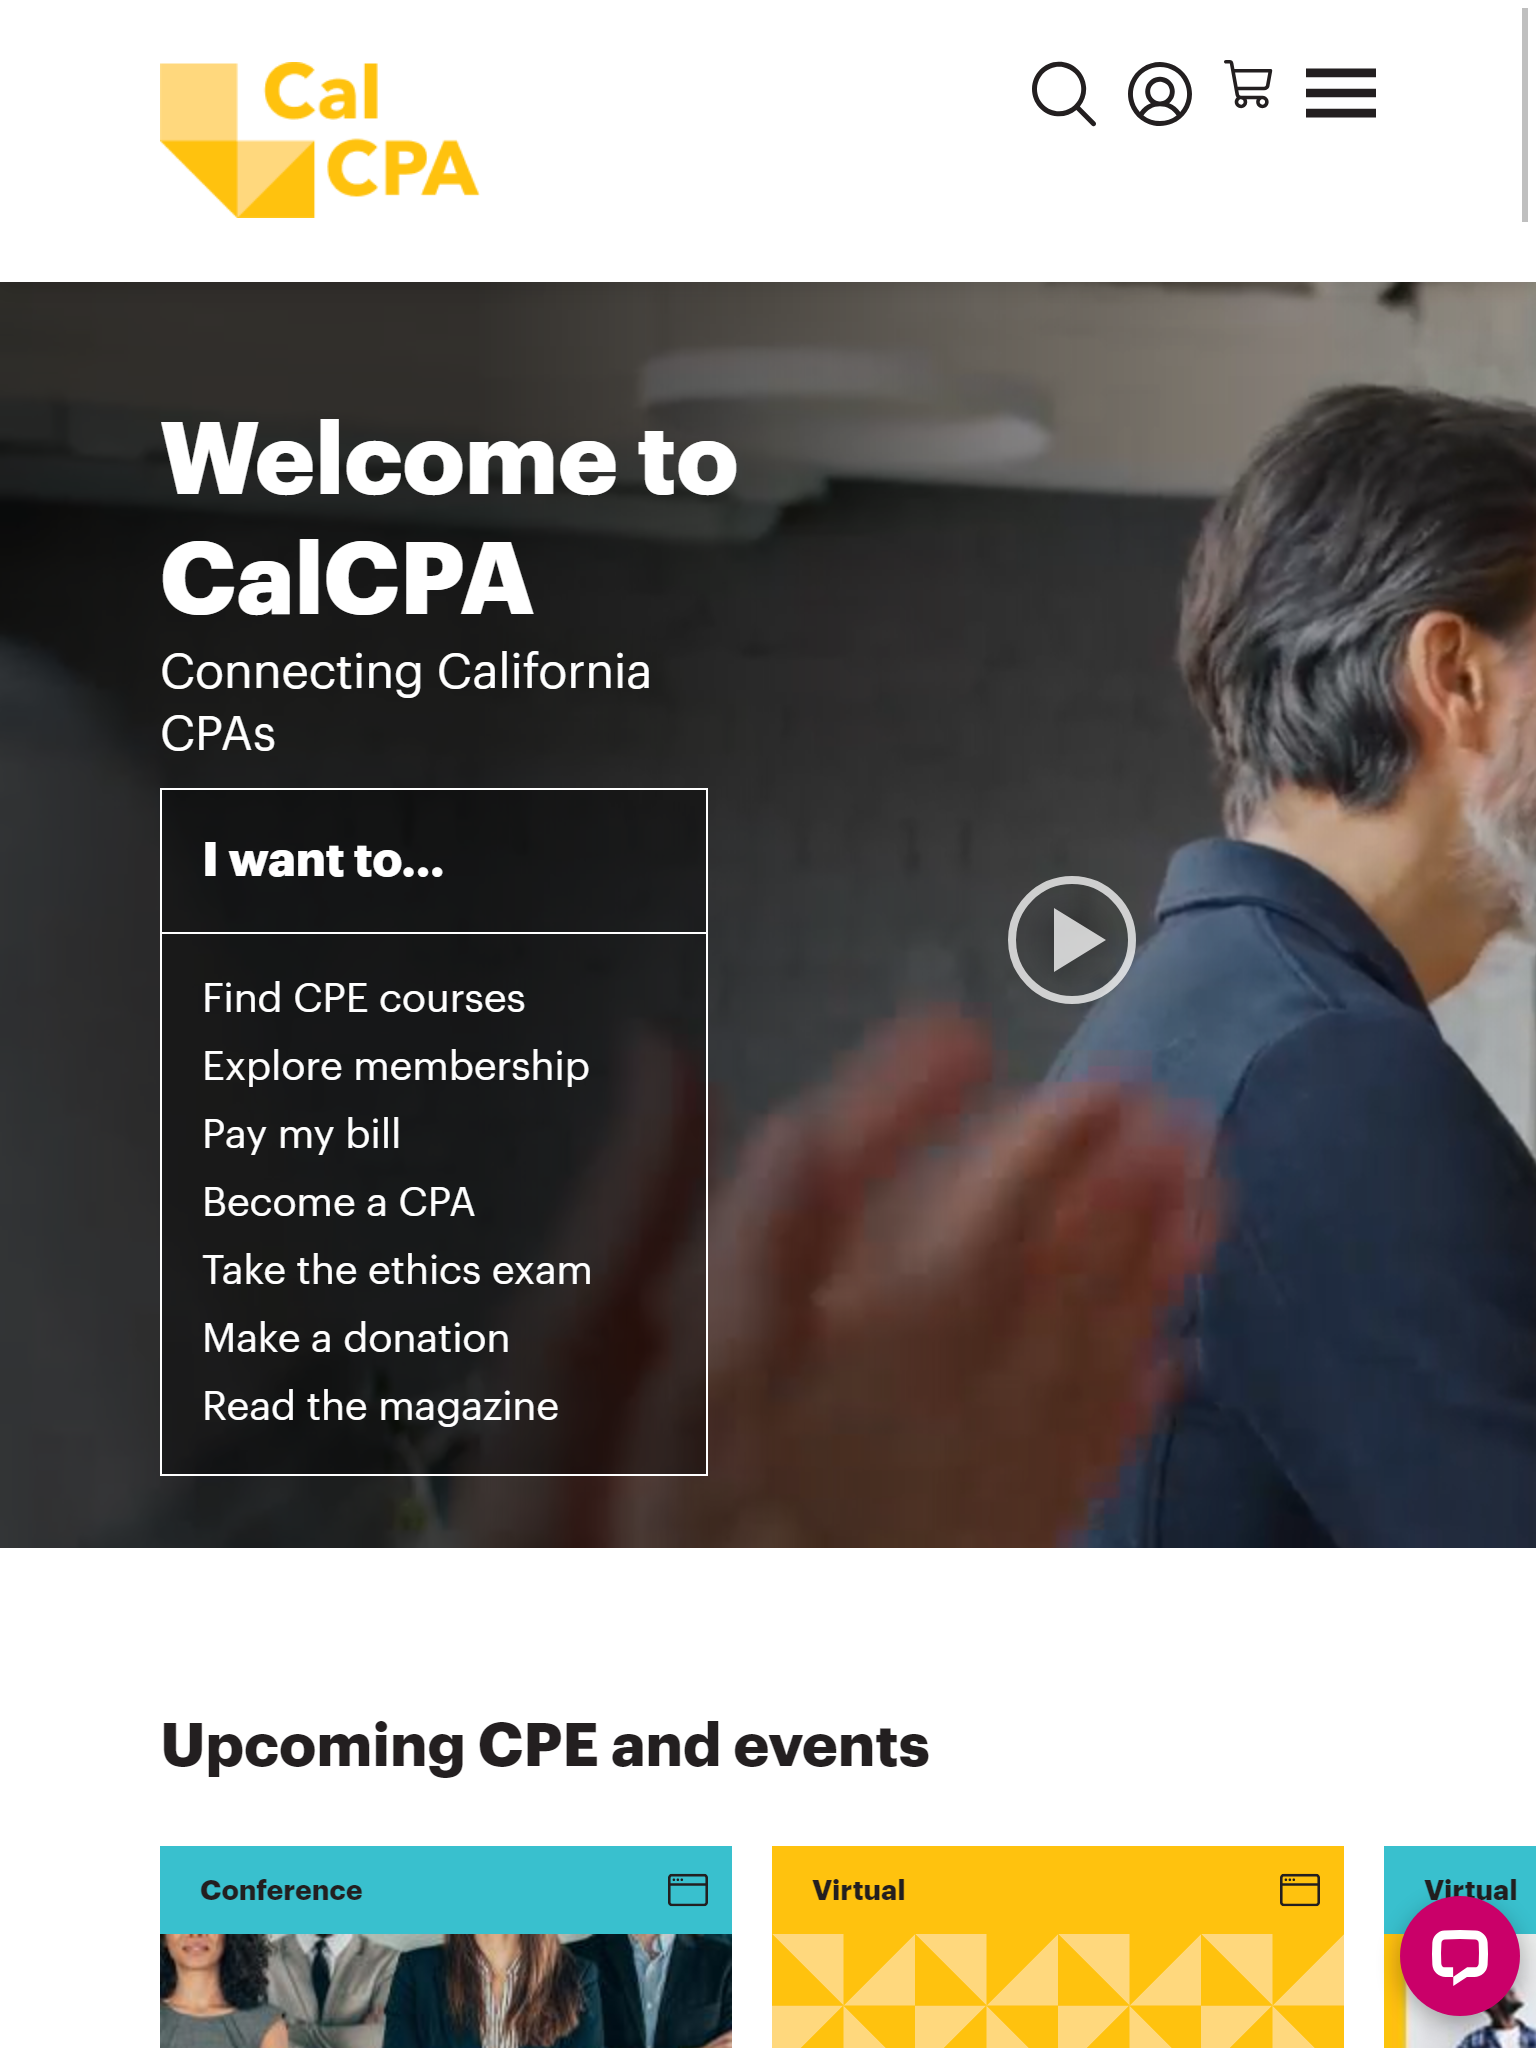 Cal
CPA
Welcome to
CalCPA
Connecting California
CPAs
I want to...
Find CPE courses
Explore membership
Pay my bill
Become a CPA
Take the ethics exam
Make a donation
Read the magazine
Upcoming CPE and events
Conference
Virtual
Virtual